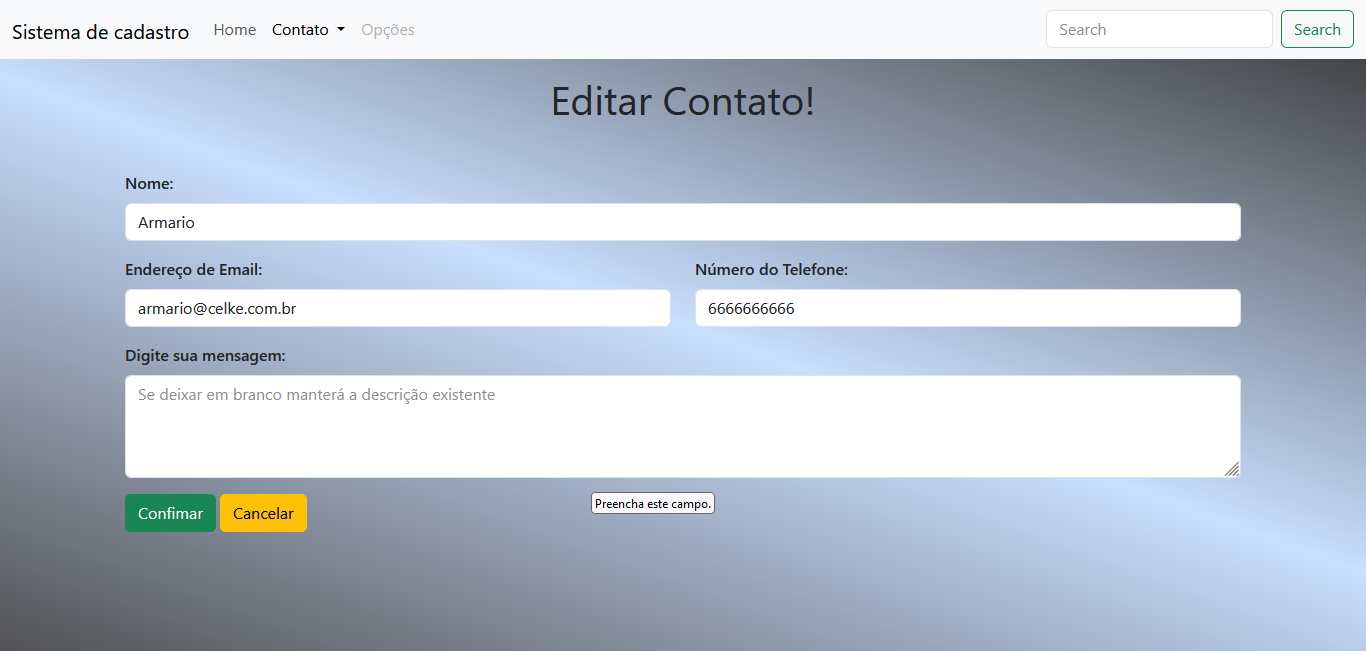 Sistema de cadastro Home Contato Opções Search Search
Editar Contato!
Nome:
Armario
Endereço de Email: Número do Telefone:
armario@celke.com.br 6666666666
Digite sua mensagem:
Se deixar em branco manterá a descrição existente
Confimar Cancelar Preencha este campo.